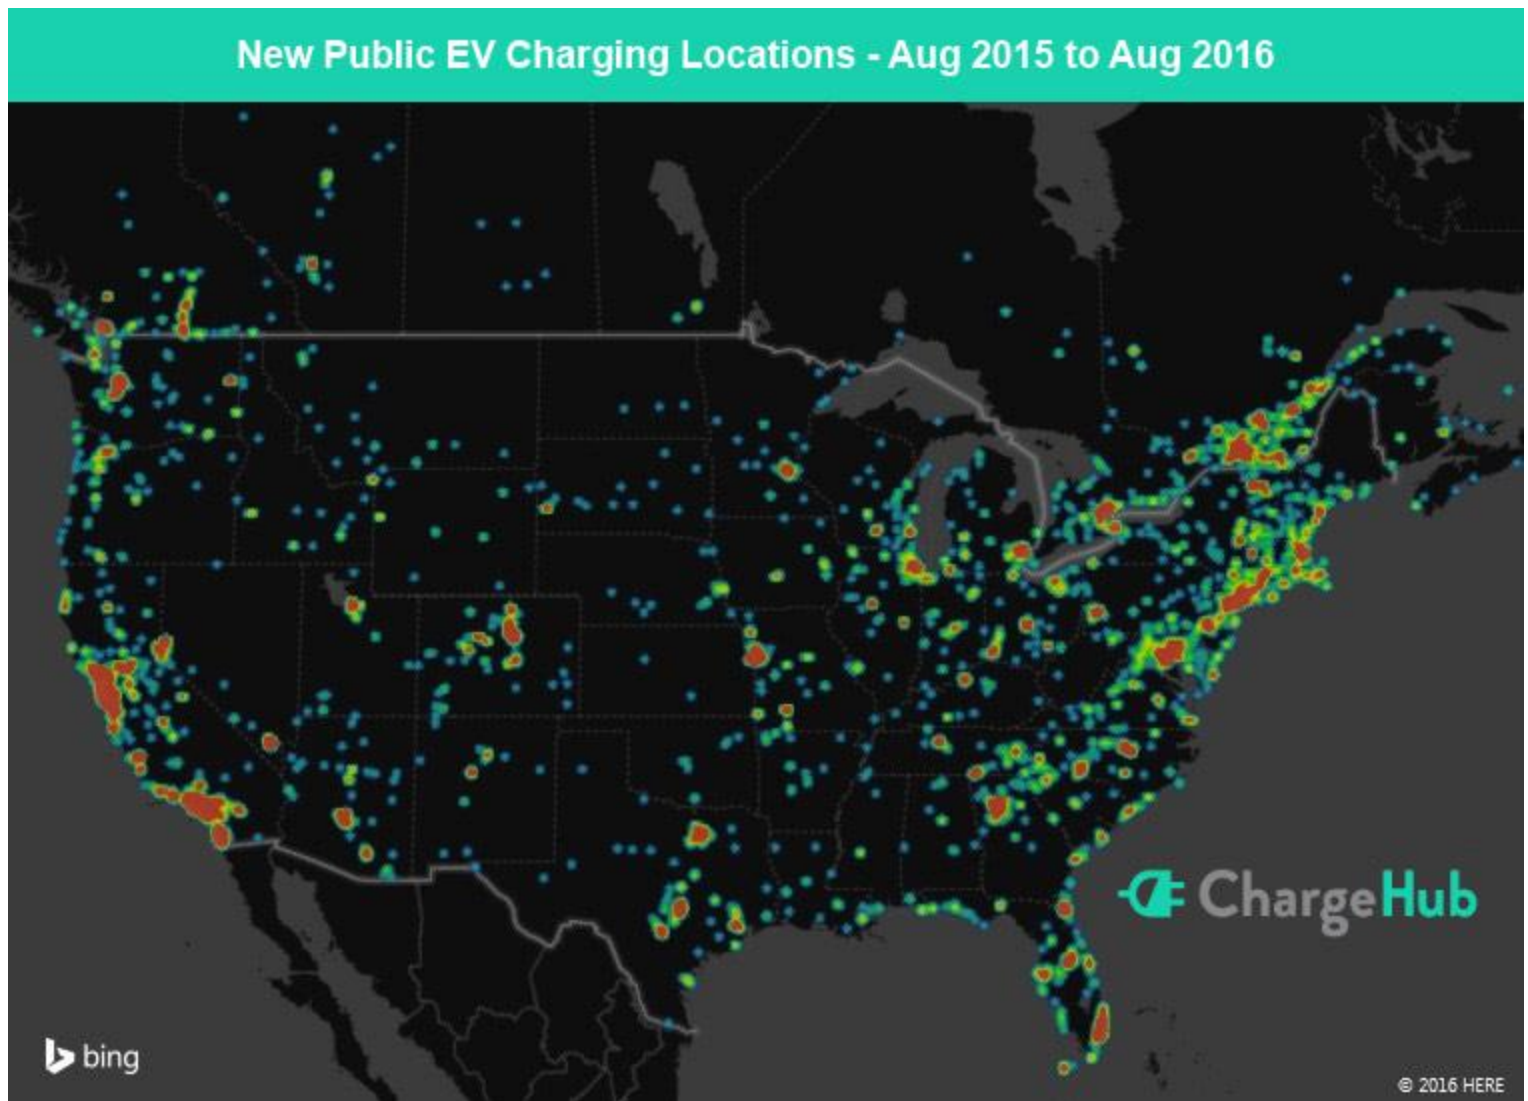 New Public EV Charging Locations - Aug 2015 to Aug 2016
ChargeHub
bing
© 2016 HERE